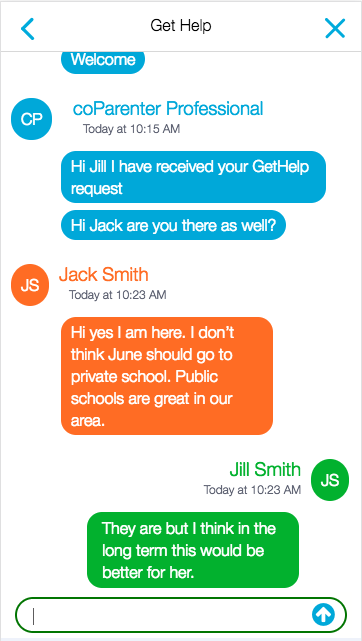 Get Help
Welcome
CP
coParenter Professional
Today at 10:15 AM
Hi Jill I have received your GetHelp
request
Hi Jack are you there as well?
JS
Jack Smith
Today at 10:23 AM
Hi yes I am here. I don't
think June should go to
private school. Public
schools are great in our
area.
Jill Smith
JS
Today at 10:23 AM
They are but I think in the
long term this would be
better for her.